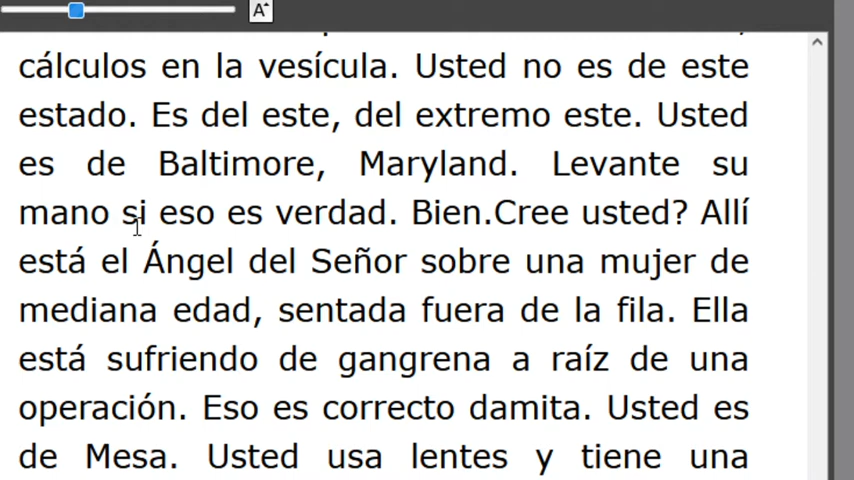 A
cálculos en la vesícula. Usted no es de este
estado. Es del este, del extremo este. Usted
es de Baltimore, Maryland. Levante su
mano si eso es verdad. Bien.Cree usted? Allí
está el Ángel del Señor sobre una mujer de
mediana edad, sentada fuera de la fila. Ella
está sufriendo de gangrena a raíz de una
operación. Eso es correcto damita. Usted es
de Mesa. Usted usa lentes y tiene una